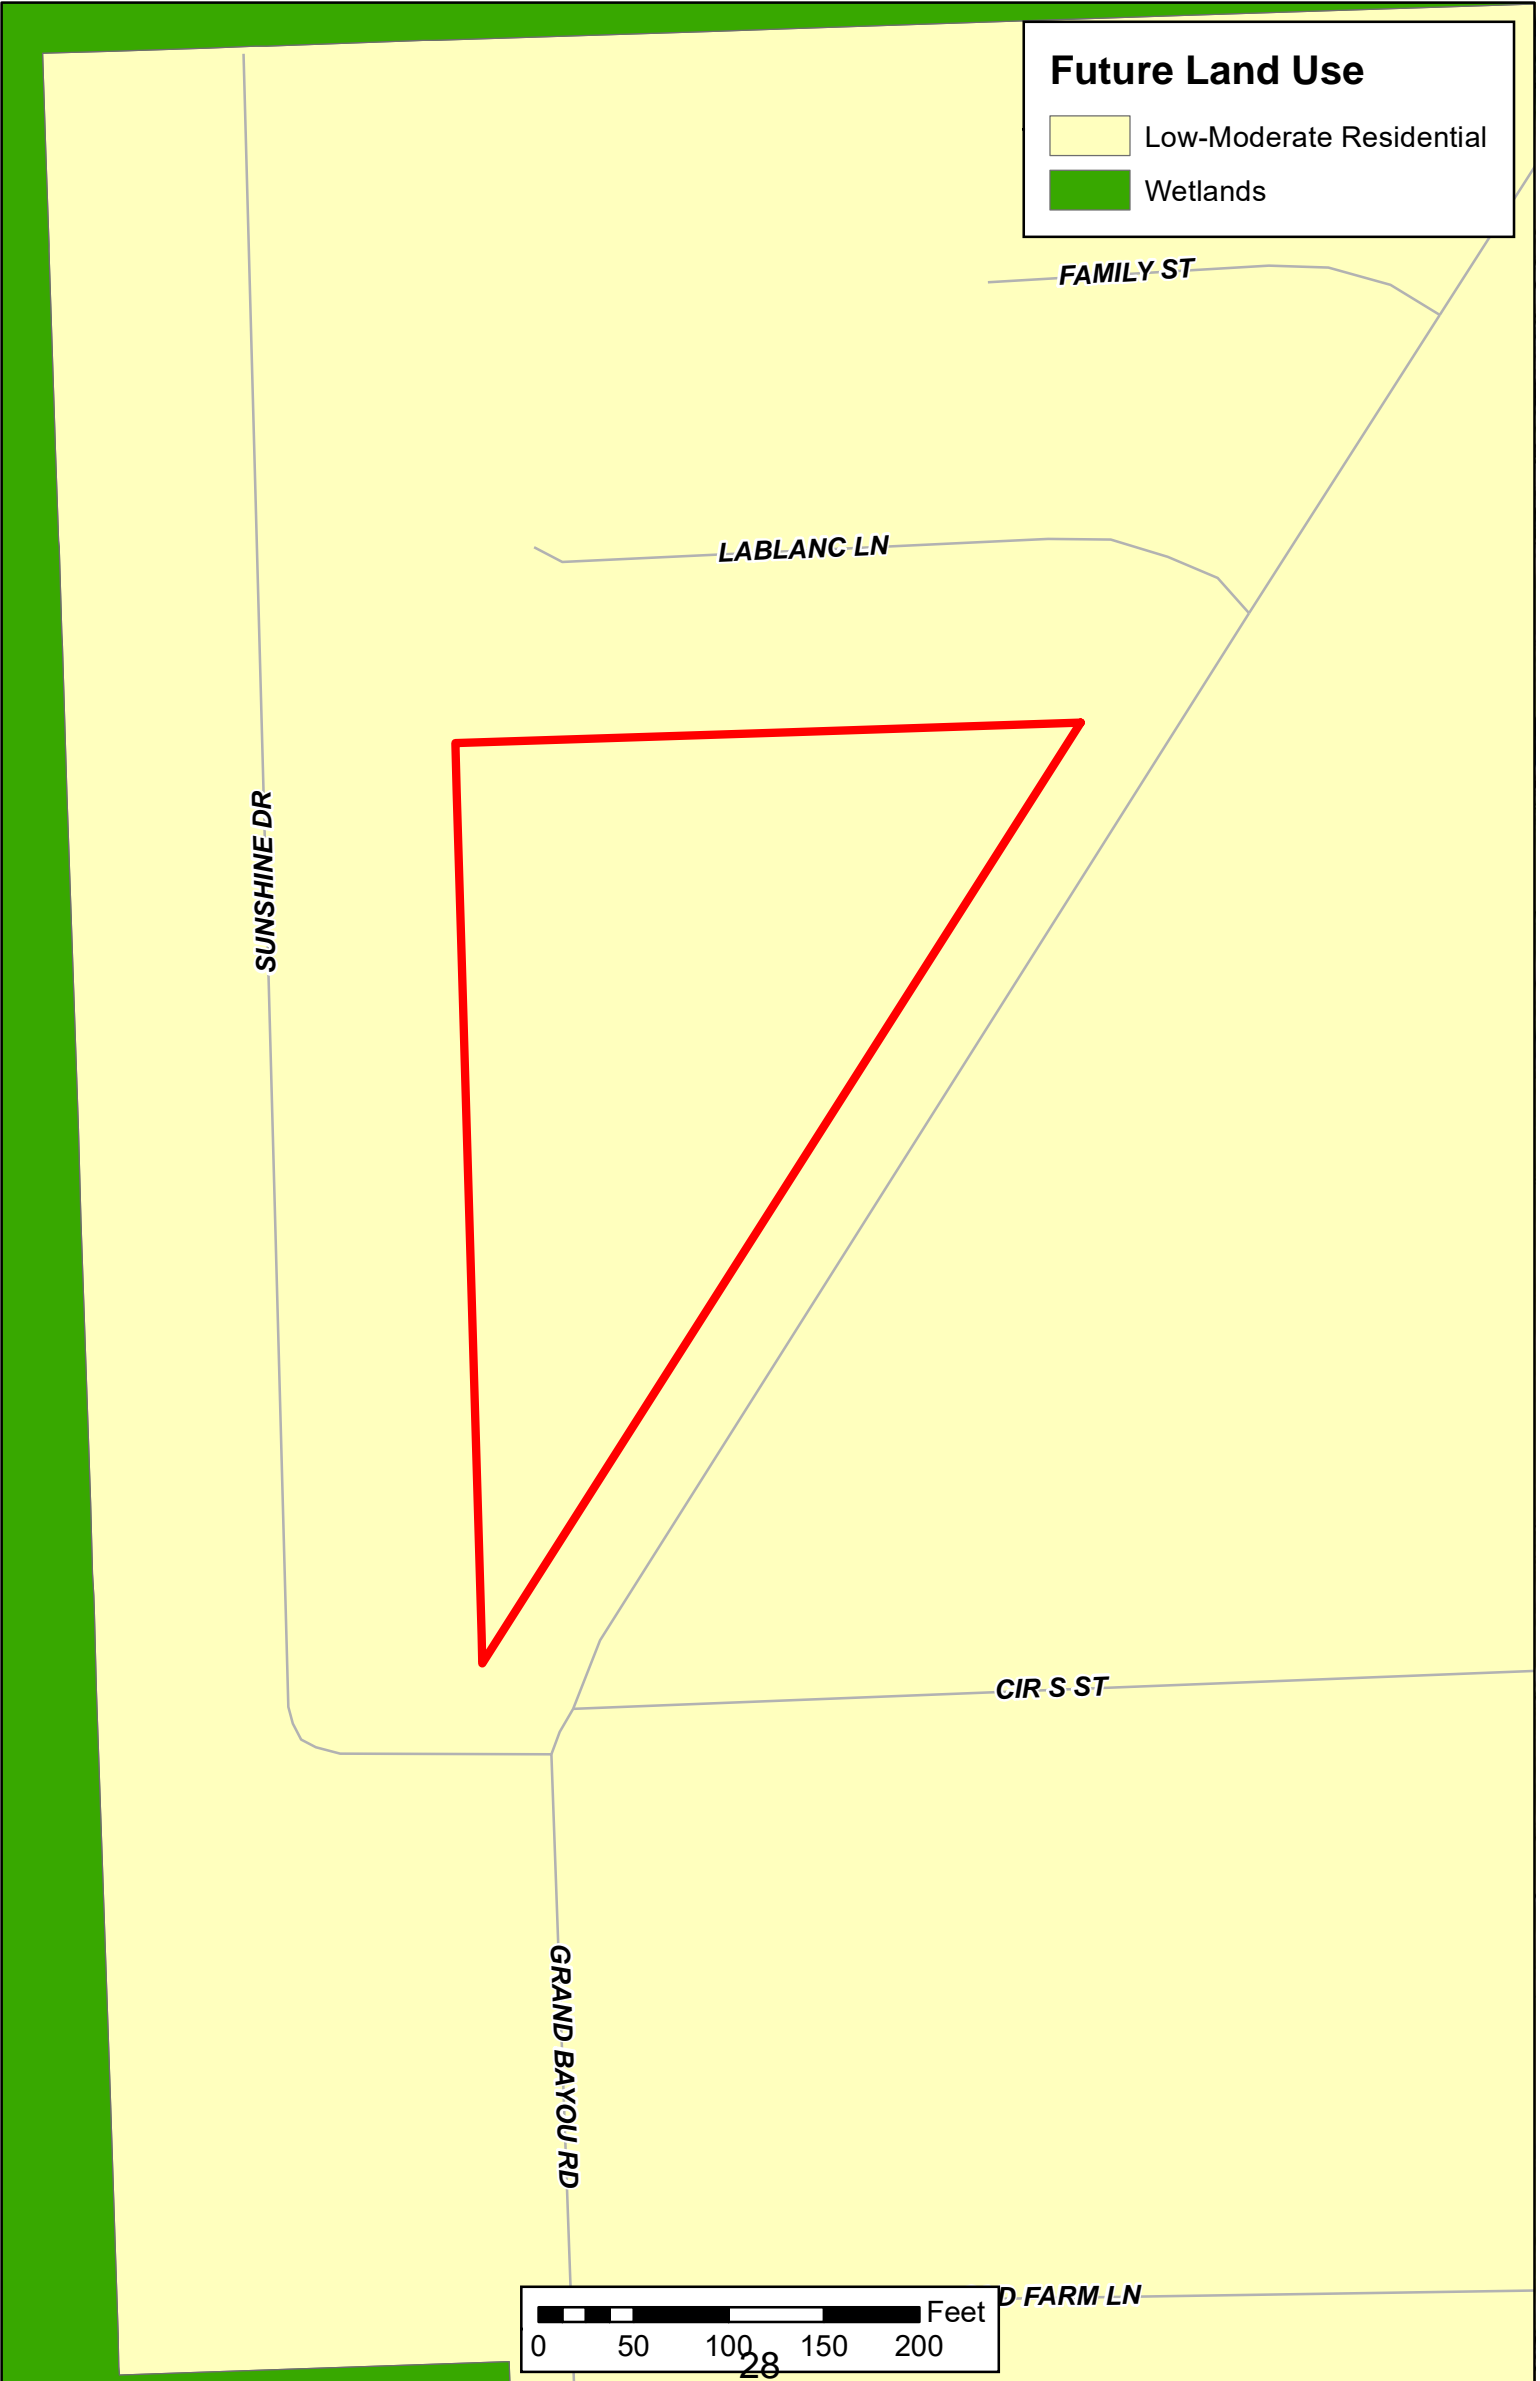 Future Land Use
Low-Moderate Residential
Wetlands
FAMILY ST
LABLANC LN
SUNSHINE DR
CIR S ST
GRAND BAYOU RD
FARM LN
Feet
0 50 100 150 200
28